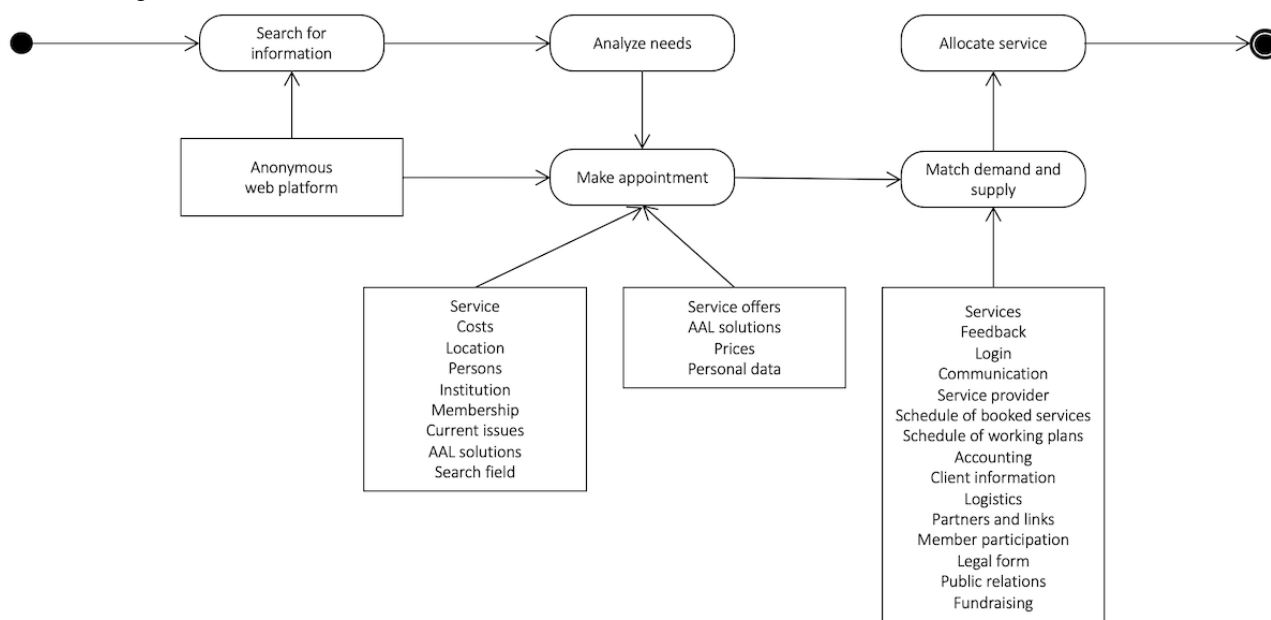 Search for
information
Analyze needs
Allocate service
Anonymous
web platform
Make appointment
Match demand and
supply
Service
Costs
Location
Persons
Institution
Membership
Current issues
AAL solutions
Search field
Service offers
AAL solutions
Prices
Personal data
Services
Feedback
Login
Communication
Service provider
Schedule of booked services
Schedule of working plans
Accounting
Client information
Logistics
Partners and links
Member participation
Legal form
Public relations
Fundraising